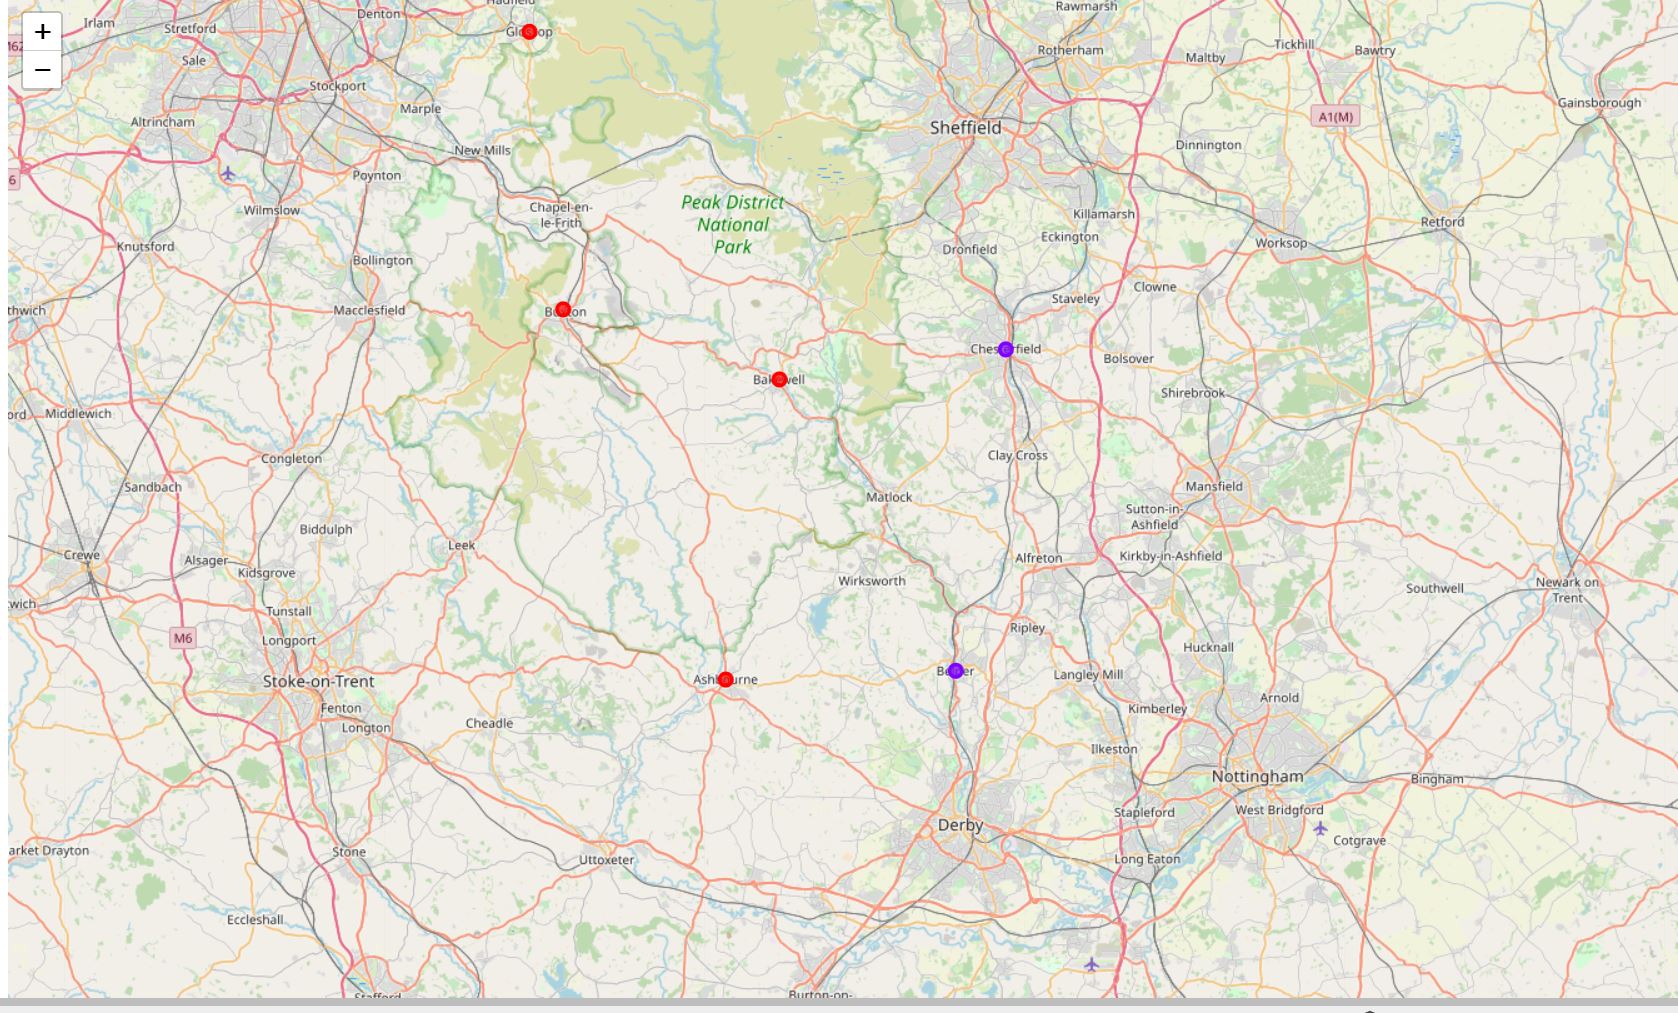 Hadfield
Denton
Irlam
Stretford
Rawmarsh
+
M62
Rotherham
Tickhill
Bawtry
Sale
Maltby
−
Stockport
Marple
Gainsborough
A1(M)
Altrincham
Sheffield
New Mills
Dinnington
Poynton
6
Peak District
National
Park
Wilmslow
Chapel-en-
le-Frith
Killamarsh
Retford
Eckington
Knutsford
Dronfield
Worksop
Bollington
Clowne
Staveley
thwich
Macclesfield
Chesterfield
Bolsover
Shirebrook
ord
Middlewich
Congleton
Clay Cross
Sandbach
Mansfield
Matlock
Sutton-in-
Ashfield
Biddulph
Leek
Crewe
Alsager
Alfreton
Kirkby-in-Ashfield
Kidsgrove
Wirksworth
Newark on
Trent
Southwell
twich
Tunstall
Ripley
M6
Longport
Hucknall
Stoke-on-Trent
Ashbourne
Langley Mill
Arnold
Fenton
Kimberley
Cheadle
Longton
Ilkeston
Nottingham
Bingham
Stapleford
West Bridgford
Derby
Cotgrave
arket Drayton
Stone
Uttoxeter
Long Eaton
Eccleshall
Stafford
Burton-on-